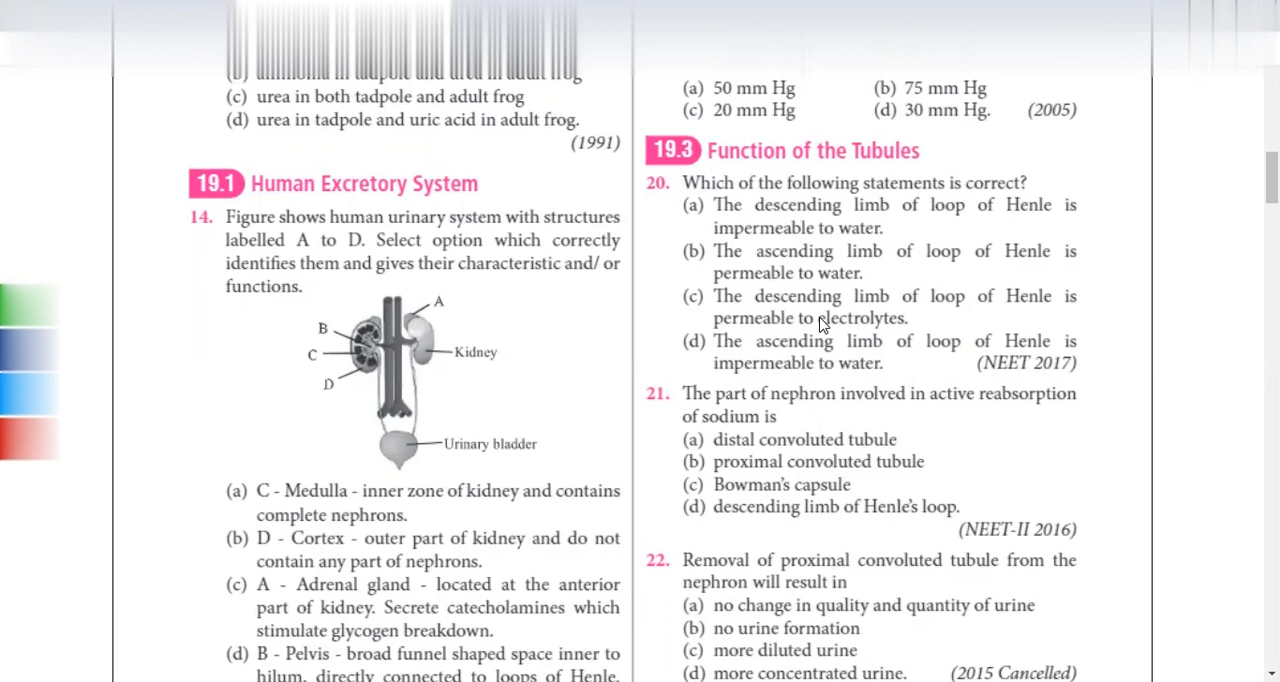 (c) urea in both tadpole and adult frog
(d) urea in tadpole and uric acid in adult frog.
(1991)
19.1 Human Excretory System
14. Figure shows human urinary system with structures
labelled A to D. Select option which correctly
identifies them and gives their characteristic and/ or
functions.
A
B
C
Kidney
D
Urinary bladder
(a) C - Medulla - inner zone of kidney and contains
complete nephrons.
(b) D - Cortex - outer part of kidney and do not
contain any part of nephrons.
(c) A - Adrenal gland - located at the anterior
part of kidney. Secrete catecholamines which
stimulate glycogen breakdown.
(d) B - Pelvis - broad funnel shaped space inner to
hilum, directly connected to loops of Henle.
(a) 50 mm Hg (b) 75 mm Hg
(c) 20 mm Hg (d) 30 mm Hg. (2005)
19.3 Function of the Tubules
20. Which of the following statements is correct?
(a) The descending limb of loop of Henle is
impermeable to water.
(b) The ascending limb of loop of Henle is
permeable to water.
(c) The descending limb of loop of Henle is
permeable to electrolytes.
(d) The ascending limb of loop of Henle is
impermeable to water. (NEET 2017)
21. The part of nephron involved in active reabsorption
of sodium is
(a) distal convoluted tubule
(b) proximal convoluted tubule
(c) Bowman's capsule
(d) descending limb of Henle's loop.
(NEET-II 2016)
22. Removal of proximal convoluted tubule from the
nephron will result in
(a) no change in quality and quantity of urine
(b) no urine formation
(c) more diluted urine
(d) more concentrated urine. (2015 Cancelled)